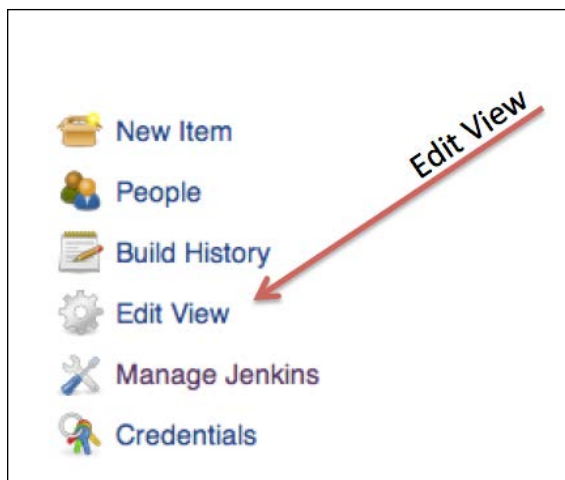 New Item
People
Build History
Edit View
Edit View
Manage Jenkins
Credentials